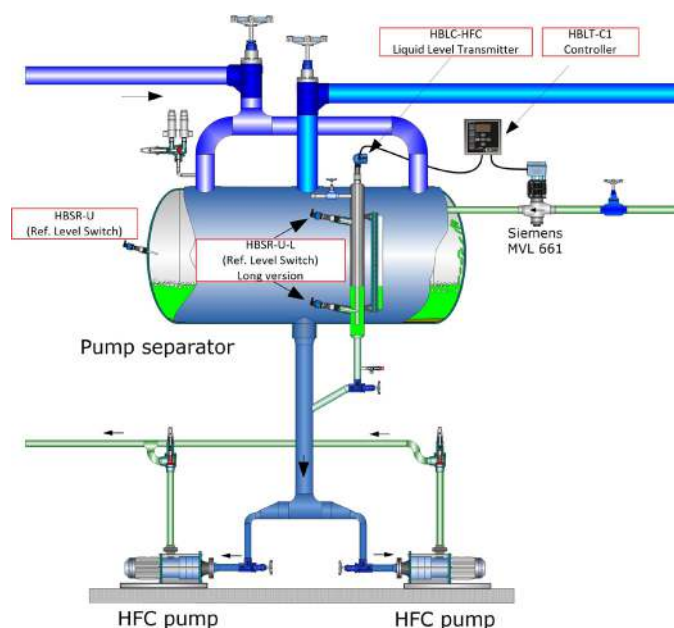 HBLC-HFC
Liquid Level Transmitter
HBLT-C1
Controller
HBSR-U
(Ref. Level Switch)
HBSR-U-L
(Ref. Level Switch)
Long version
Siemens
MVL 661
Pump separator
HFC pump
HFC pump